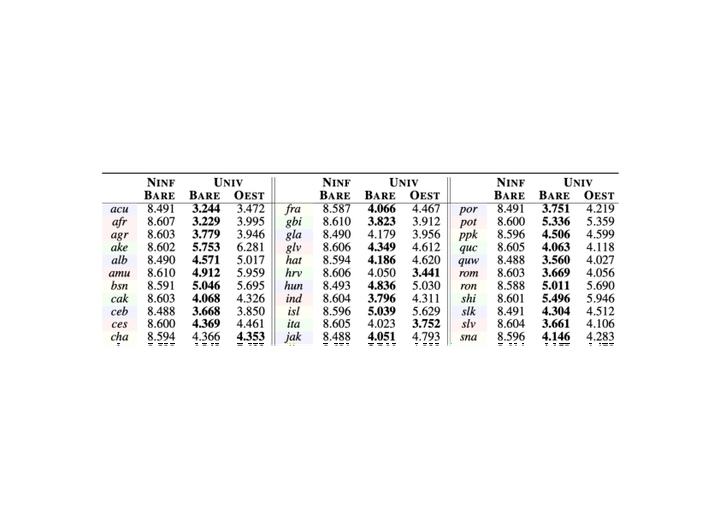 NINF UNIV NINF UNIV NINF UNIV
BARE BARE OEST BARE BARE OEST BARE BARE OEST
acu 8.491 3.244 3.472 fra 8.587 4.066 4.467 por 8.491 3.751 4.219
afr 8.607 3.229 3.995 gbi 8.610 3.823 3.912 pot 8.600 5.336 5.359
agr 8.603 3.779 3.946 gla 8.490 4.179 3.956 ppk 8.596 4.506 4.599
ake 8.602 5.753 6.281 glv 8.606 4.349 4.612 quc 8.605 4.063 4.118
alb 8.490 4.571 5.017 hat 8.594 4.186 4.620 quw 8.488 3.560 4.027
amu 8.610 4.912 5.959 hrv 8.606 4.050 3.441 rom 8.603 3.669 4.056
bsn 8.591 5.046 5.695 hun 8.493 4.836 5.030 ron 8.588 5.011 5.690
cak 8.603 4.068 4.326 ind 8.604 3.796 4.311 shi 8.601 5.496 5.946
ceb 8.488 3.668 3.850 isl 8.596 5.039 5.629 slk 8.491 4.304 4.512
ces 8.600 4.369 4.461 ita 8.605 4.023 3.752 slv 8.604 3.661 4.106
cha 8.594 4.366 4.353 jak 8.488 4.051 4.793 sna 8.596 4.146 4.283